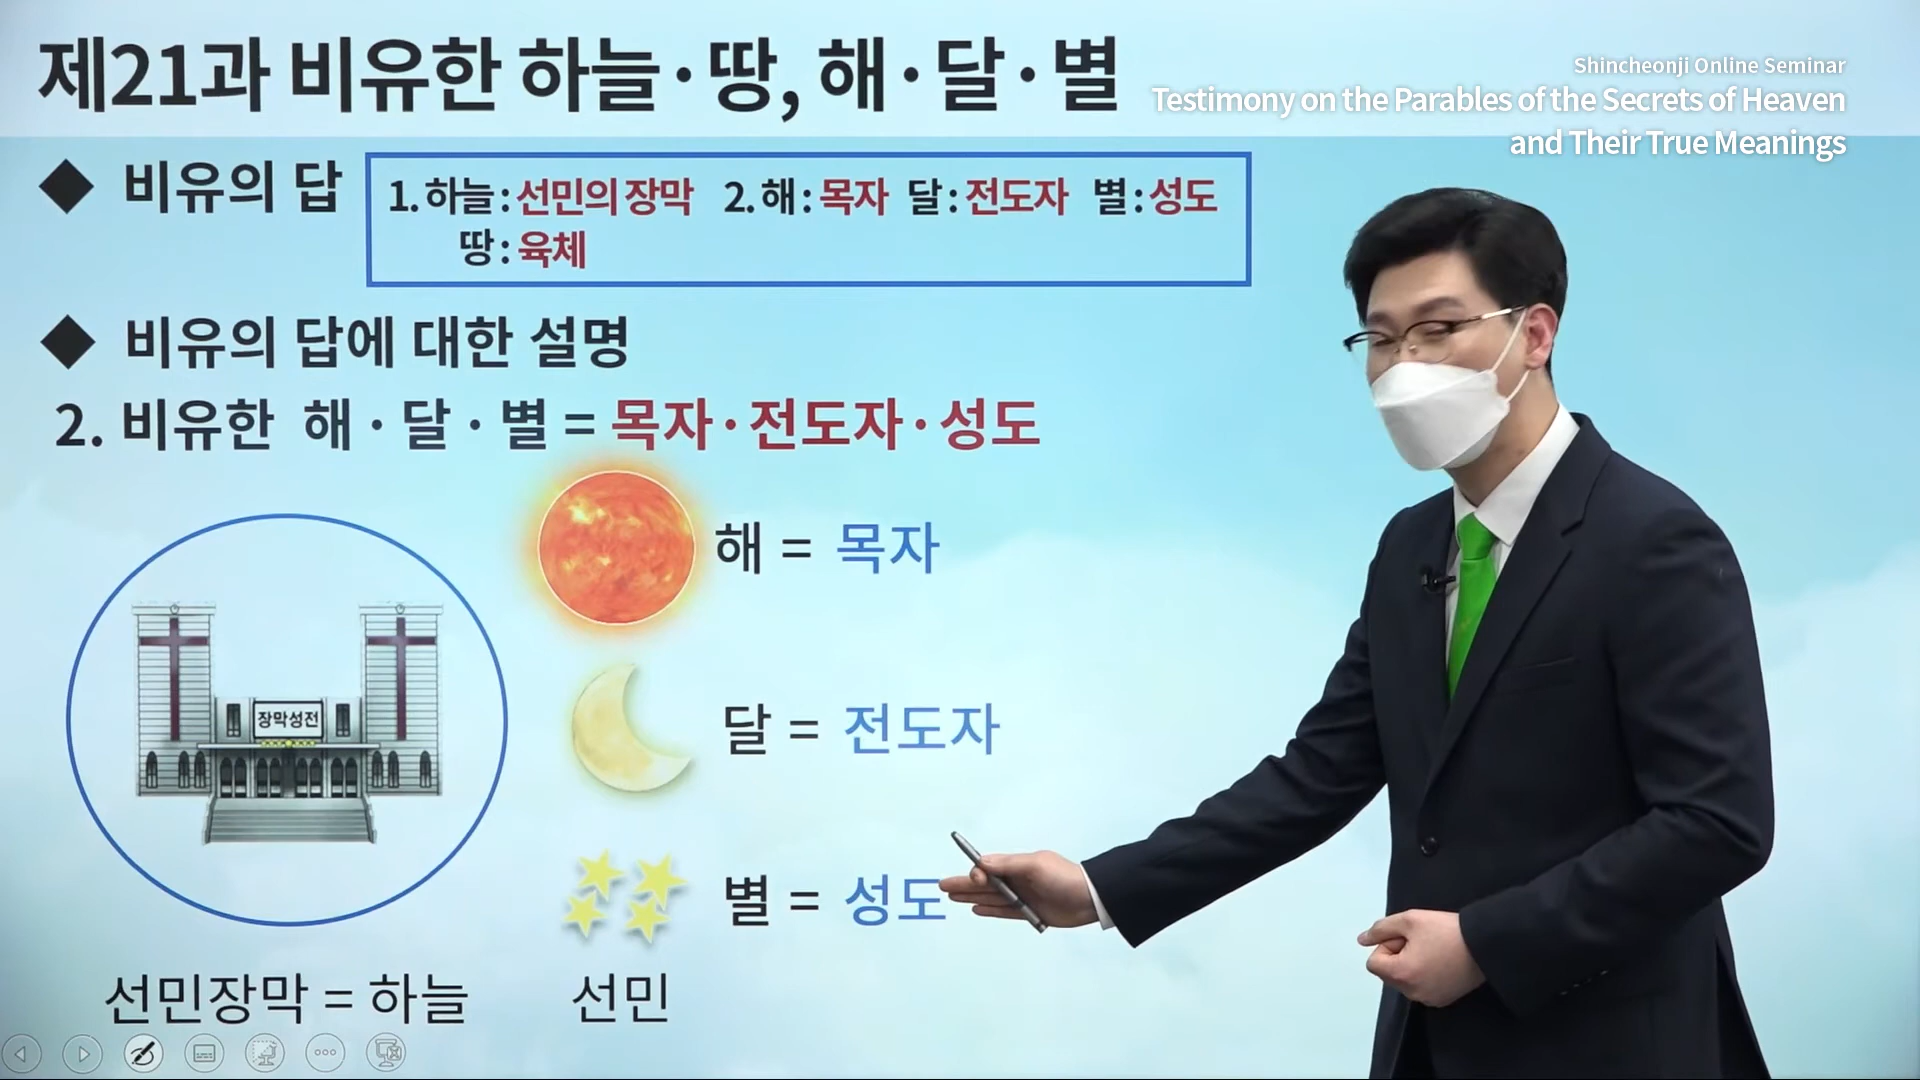 제21과 비유한 하늘·땅, 해·달·별
Shincheonji Online Seminar
Testimony on the Parables of the Secrets of Heaven
and Their True Meanings
◆ 비유의 답
1. 하늘 : 선민의 장막 2. 해 : 목자 달 : 전도자 별 : 성도
땅 : 육체
◆ 비유의 답에 대한 설명
2. 비유한 해 · 달 · 별 = 목자 · 전도자 · 성도
해 = 목자
장막성전
달 = 전도자
별 = 성도
선민장막 = 하늘
선민